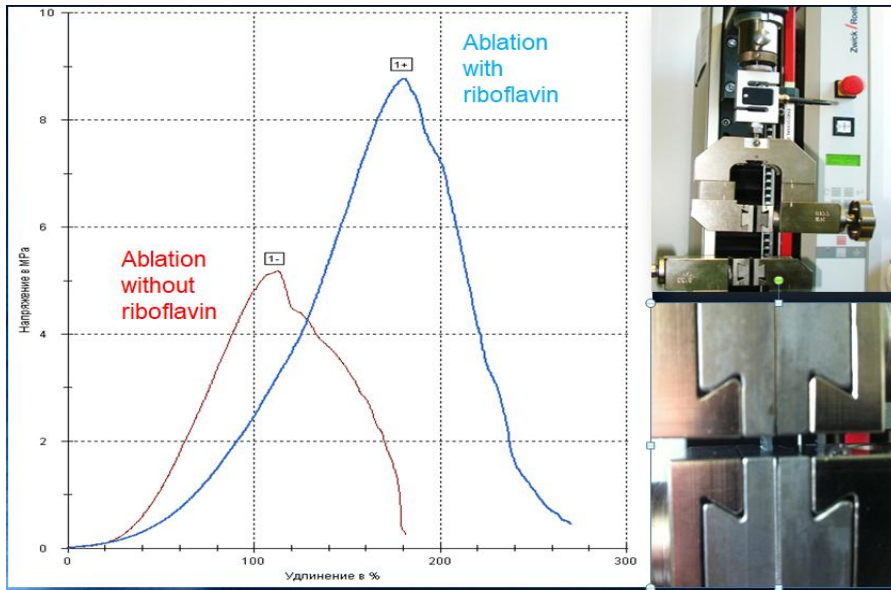 10
8
6
4
2
0
Напряжение в MPa
Ablation
with
riboflavin
1+
Ablation
without
riboflavin
1-
0
100
200
300
Удлинение в %
Zwick / Roell